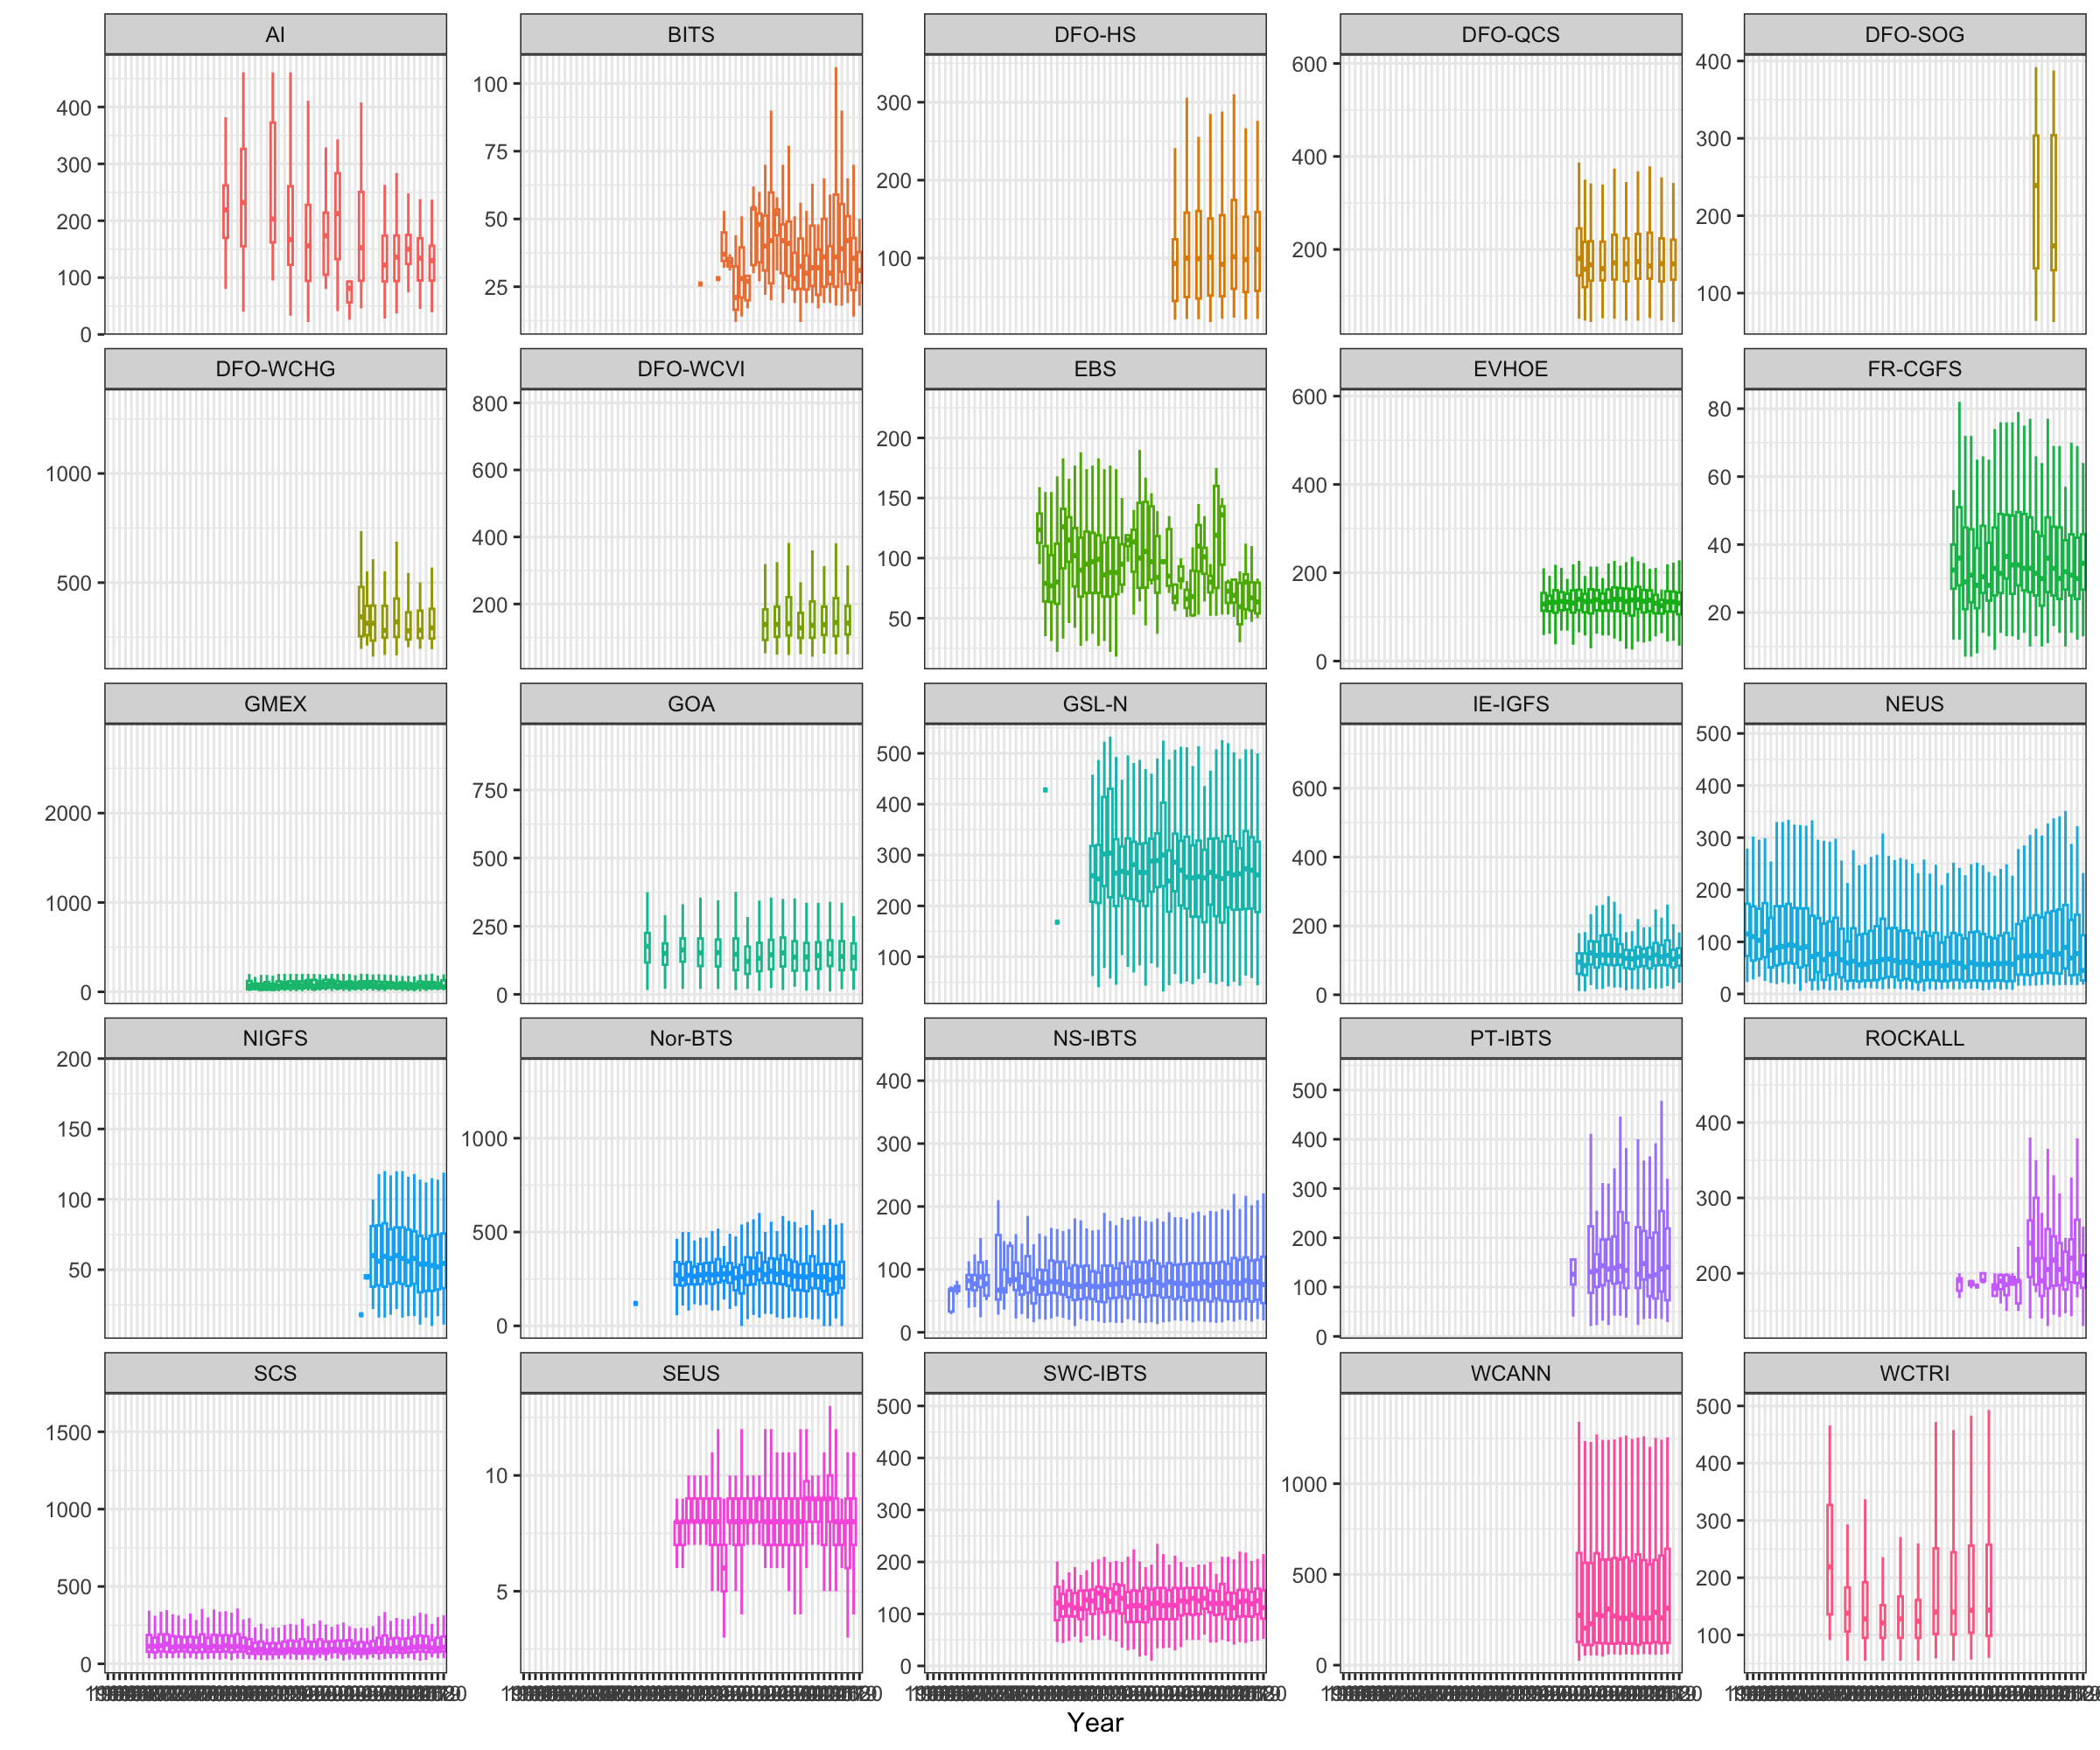 AI BITS DFO-HS DFO-QCS DFO-SOG
400 300 200 100 0
100 75 50 25
300 200 100
600 400 200
400 300 200 100
DFO-WCHG DFO-WCVI EBS EVHOE FR-CGFS
1000 500
800 600 400 200
200 150 100 50
600 400 200 0
80 60 40 20
GMEX GOA GSL-N IE-IGFS NEUS
2000 1000 0
750 500 250 0
500 400 300 200 100
600 400 200 0
500 400 300 200 100 0
NIGFS Nor-BTS NS-IBTS PT-IBTS ROCKALL
200 150 100 50
1000 500 0
400 300 200 100 0
500 400 300 200 100 0
400 300 200
SCS SEUS SWC-IBTS WCANN WCTRI
1500 1000 500 0
10 5
500 400 300 200 100 0
1000 500 0
500 400 300 200 100
Year